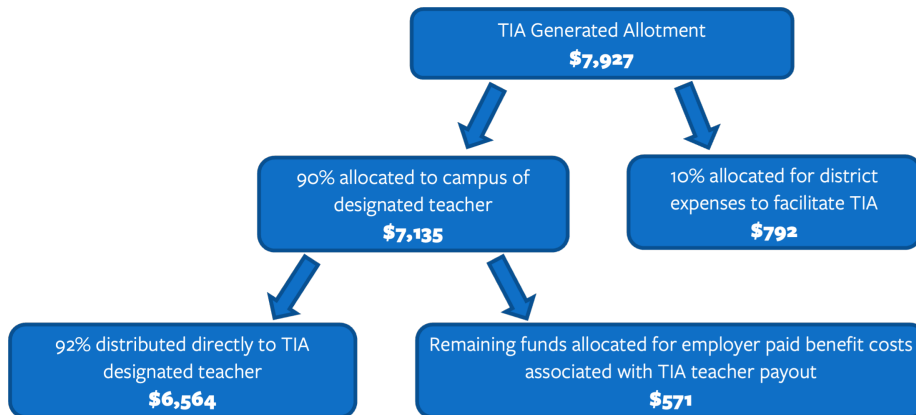 TIA Generated Allotment
$7,927
90% allocated to campus of
designated teacher
$7,135
10% allocated for district
expenses to facilitate TIA
$792
92% distributed directly to TIA
designated teacher
$6,564
Remaining funds allocated for employer paid benefit costs
associated with TIA teacher payout
$571